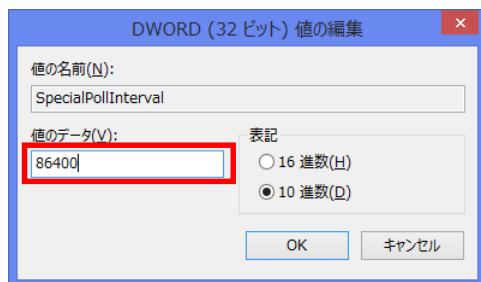 DWORD (32 ビット) 値の編集
×
値の名前(N):
SpecialPollInterval
値のデータ(V):
86400
表記
16 進数(H)
10 進数(D)
OK
キャンセル